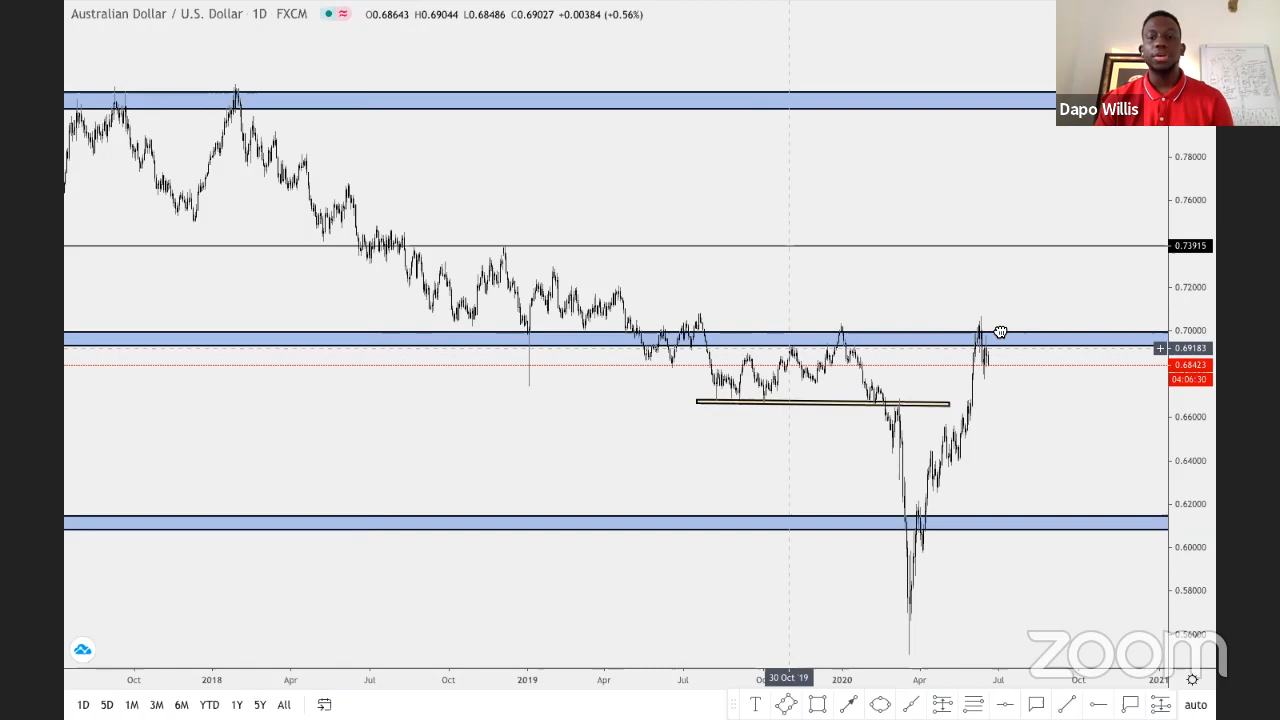 Australian Dollar / U.S. Dollar · 1D · FXCM
O0.68643 H0.69044 L0.68486 C0.69027 +0.00384 (+0.56%)
Dapo Willis
0.78000
0.76000
0.73915
0.72000
0.70000
0.69183
0.68423
04:06:30
0.66000
0.64000
0.62000
0.60000
0.58000
0.56000
zoom
Oct 2018 Apr Jul Oct 2019 Apr Jul Oc 30 Oct '19 2020 Apr Jul Oct 2021
1D 5D 1M 3M 6M YTD 1Y 5Y All
T
auto